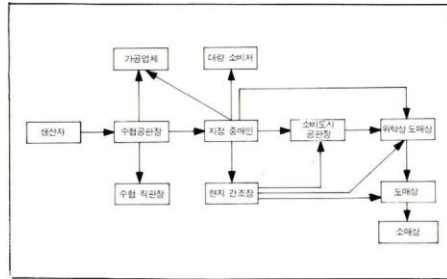 가공업체
대량 소비처
생산자
수협공판장
지정 중매인
소비도시
공판장
위탁상 도매상
수협 직판장
현지 건조장
도매상
소매상